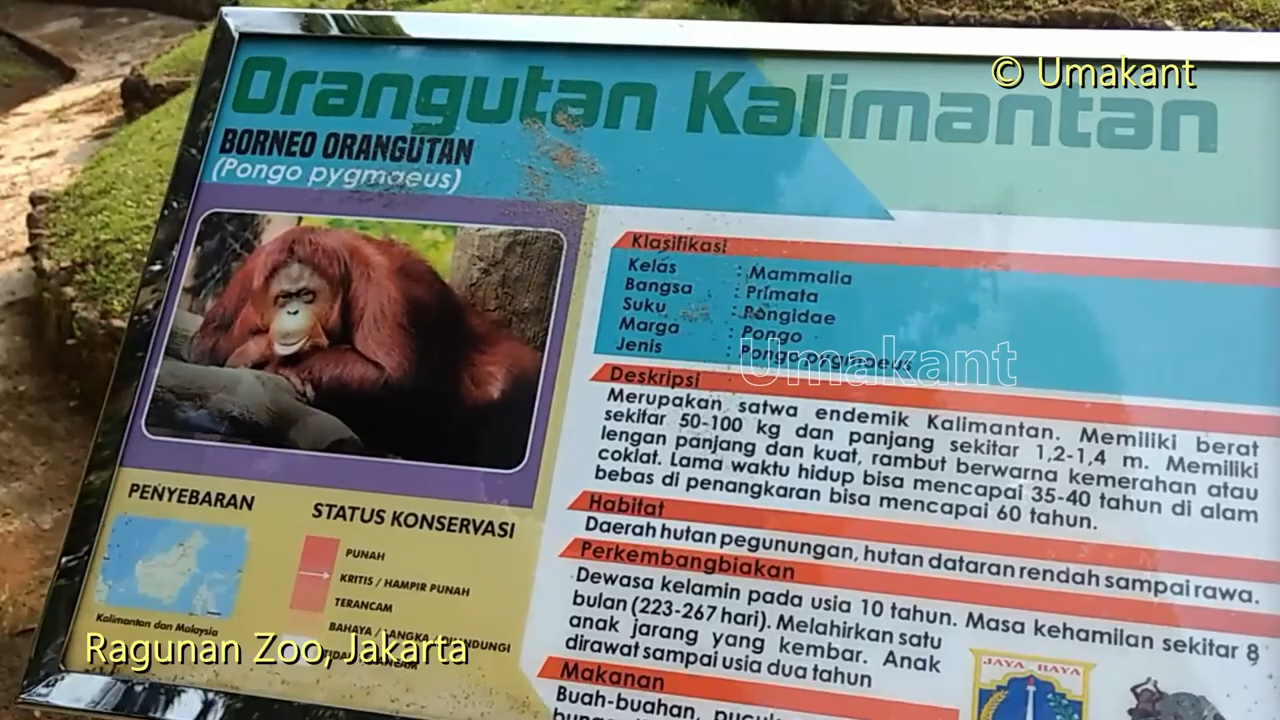 © Umakant
Orangutan Kalimantan
BORNEO ORANGUTAN
(Pongo pygmaeus)
Klasifikasi
Kelas : Mammalia
Bangsa : Primata
Suku : Pongidae
Marga : Pongo
Jenis : Pongo pygmaeus
Umakant
Deskripsi
Merupakan satwa endemik Kalimantan. Memiliki berat
sekitar 50-100 kg dan panjang sekitar 1,2-1,4 m. Memiliki
lengan panjang dan kuat, rambut berwarna kemerahan atau
coklat. Lama waktu hidup bisa mencapai 35-40 tahun di alam
bebas di penangkaran bisa mencapai 60 tahun.
Habitat
Daerah hutan pegunungan, hutan dataran rendah sampai rawa.
Perkembangbiakan
Dewasa kelamin pada usia 10 tahun. Masa kehamilan sekitar 8
bulan (223-267 hari). Melahirkan satu
anak jarang yang kembar. Anak
dirawat sampai usia dua tahun
Makanan
Buah-buahan,
PENYEBARAN
Kalimantan dan Malaysia
STATUS KONSERVASI
PUNAH
KRITIS / HAMPIR PUNAH
TERANCAM
BAHAYA / LANGKA /
JAYA RAYA
Ragunan Zoo, Jakarta